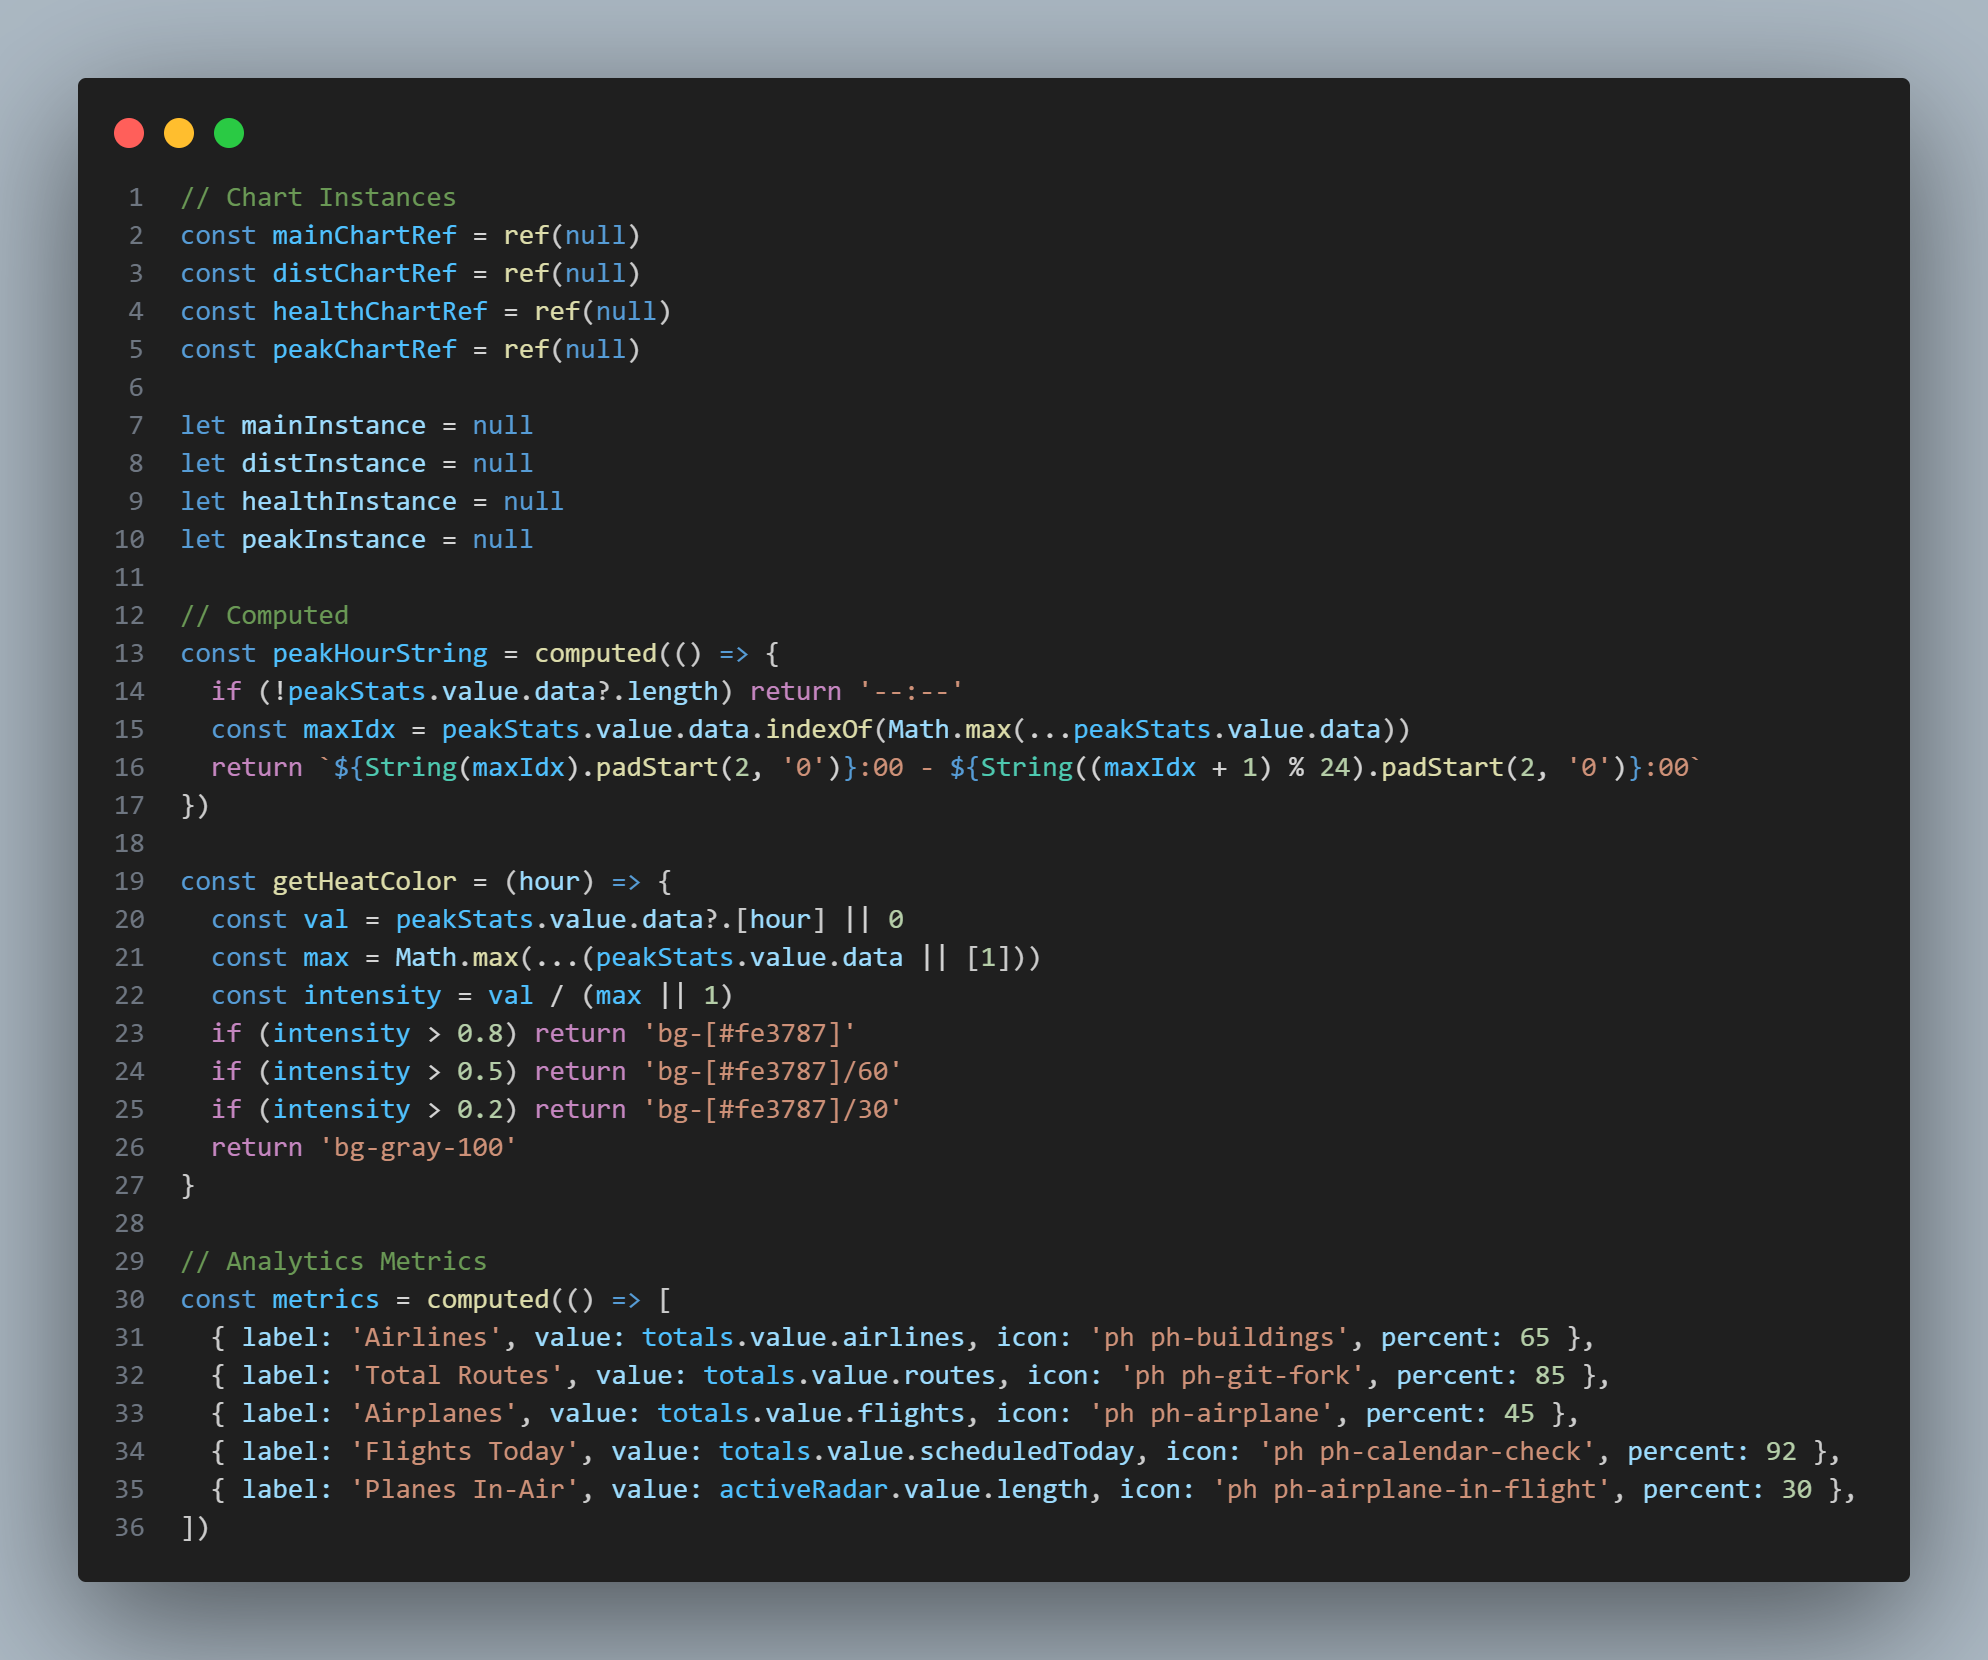 1 // Chart Instances
2 const mainChartRef = ref(null)
3 const distChartRef = ref(null)
4 const healthChartRef = ref(null)
5 const peakChartRef = ref(null)
6
7 let mainInstance = null
8 let distInstance = null
9 let healthInstance = null
10 let peakInstance = null
11
12 // Computed
13 const peakHourString = computed(() => {
14   if (!peakStats.value.data?.length) return '--:--'
15   const maxIdx = peakStats.value.data.indexOf(Math.max(...peakStats.value.data))
16   return `${String(maxIdx).padStart(2, '0')}:00 - ${String((maxIdx + 1) % 24).padStart(2, '0')}:00`
17 })
18
19 const getHeatColor = (hour) => {
20   const val = peakStats.value.data?.[hour] || 0
21   const max = Math.max(...(peakStats.value.data || [1]))
22   const intensity = val / (max || 1)
23   if (intensity > 0.8) return 'bg-[#fe3787]'
24   if (intensity > 0.5) return 'bg-[#fe3787]/60'
25   if (intensity > 0.2) return 'bg-[#fe3787]/30'
26   return 'bg-gray-100'
27 }
28
29 // Analytics Metrics
30 const metrics = computed(() => [
31   { label: 'Airlines', value: totals.value.airlines, icon: 'ph ph-buildings', percent: 65 },
32   { label: 'Total Routes', value: totals.value.routes, icon: 'ph ph-git-fork', percent: 85 },
33   { label: 'Airplanes', value: totals.value.flights, icon: 'ph ph-airplane', percent: 45 },
34   { label: 'Flights Today', value: totals.value.scheduledToday, icon: 'ph ph-calendar-check', percent: 92 },
35   { label: 'Planes In-Air', value: activeRadar.value.length, icon: 'ph ph-airplane-in-flight', percent: 30 },
36 ])